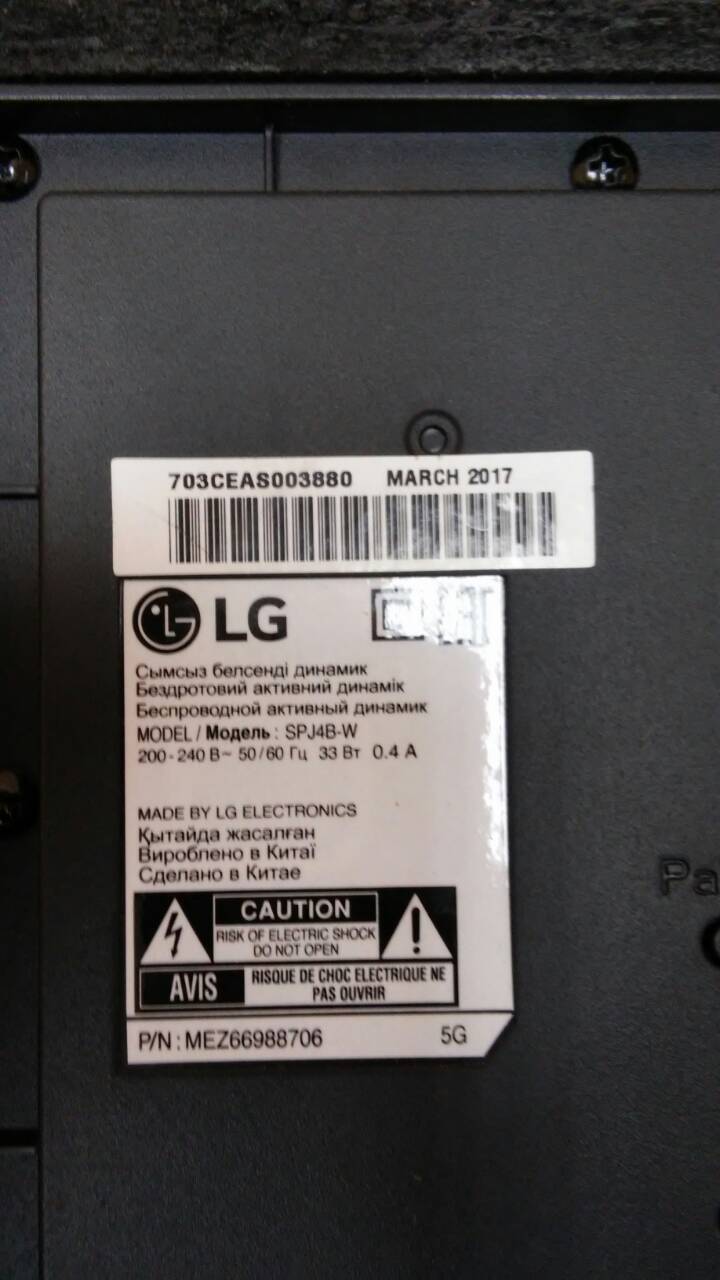 703CEAS003880 MARCH 2017
LG
Сымсыз белсенді динамик
Бездротовий активний динамік
Беспроводной активный динамик
MODEL / Модель : SPJ4B-W
200-240 В~ 50/60 Гц 33 Вт 0.4 А
MADE BY LG ELECTRONICS
Қытайда жасалған
Вироблено в Китаї
Сделано в Китае
CAUTION
RISK OF ELECTRIC SHOCK
DO NOT OPEN
AVIS
RISQUE DE CHOC ELECTRIQUE NE
PAS OUVRIR
P/N : MEZ66988706 5G
Pa